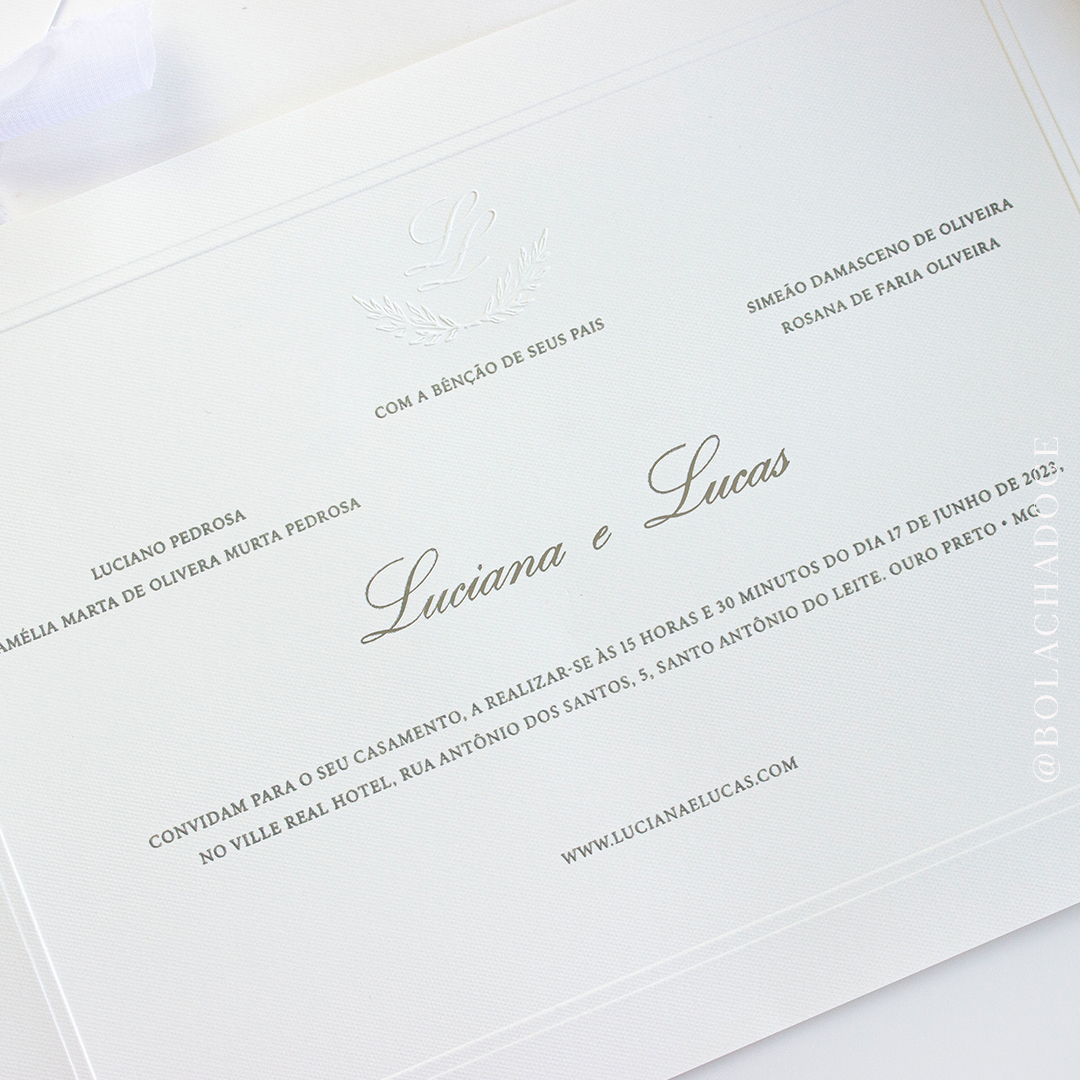 LL
COM A BÊNÇÃO DE SEUS PAIS
LUCIANO PEDROSA
AMÉLIA MARTA DE OLIVERA MURTA PEDROSA
SIMEÃO DAMASCENO DE OLIVEIRA
ROSANA DE FARIA OLIVEIRA
Luciana e Lucas
CONVIDAM PARA O SEU CASAMENTO, A REALIZAR-SE ÀS 15 HORAS E 30 MINUTOS DO DIA 17 DE JUNHO DE 2023,
NO VILLE REAL HOTEL, RUA ANTÔNIO DOS SANTOS, 5, SANTO ANTÔNIO DO LEITE. OURO PRETO • MG
WWW.LUCIANAELUCAS.COM
@BOLACHADOCE